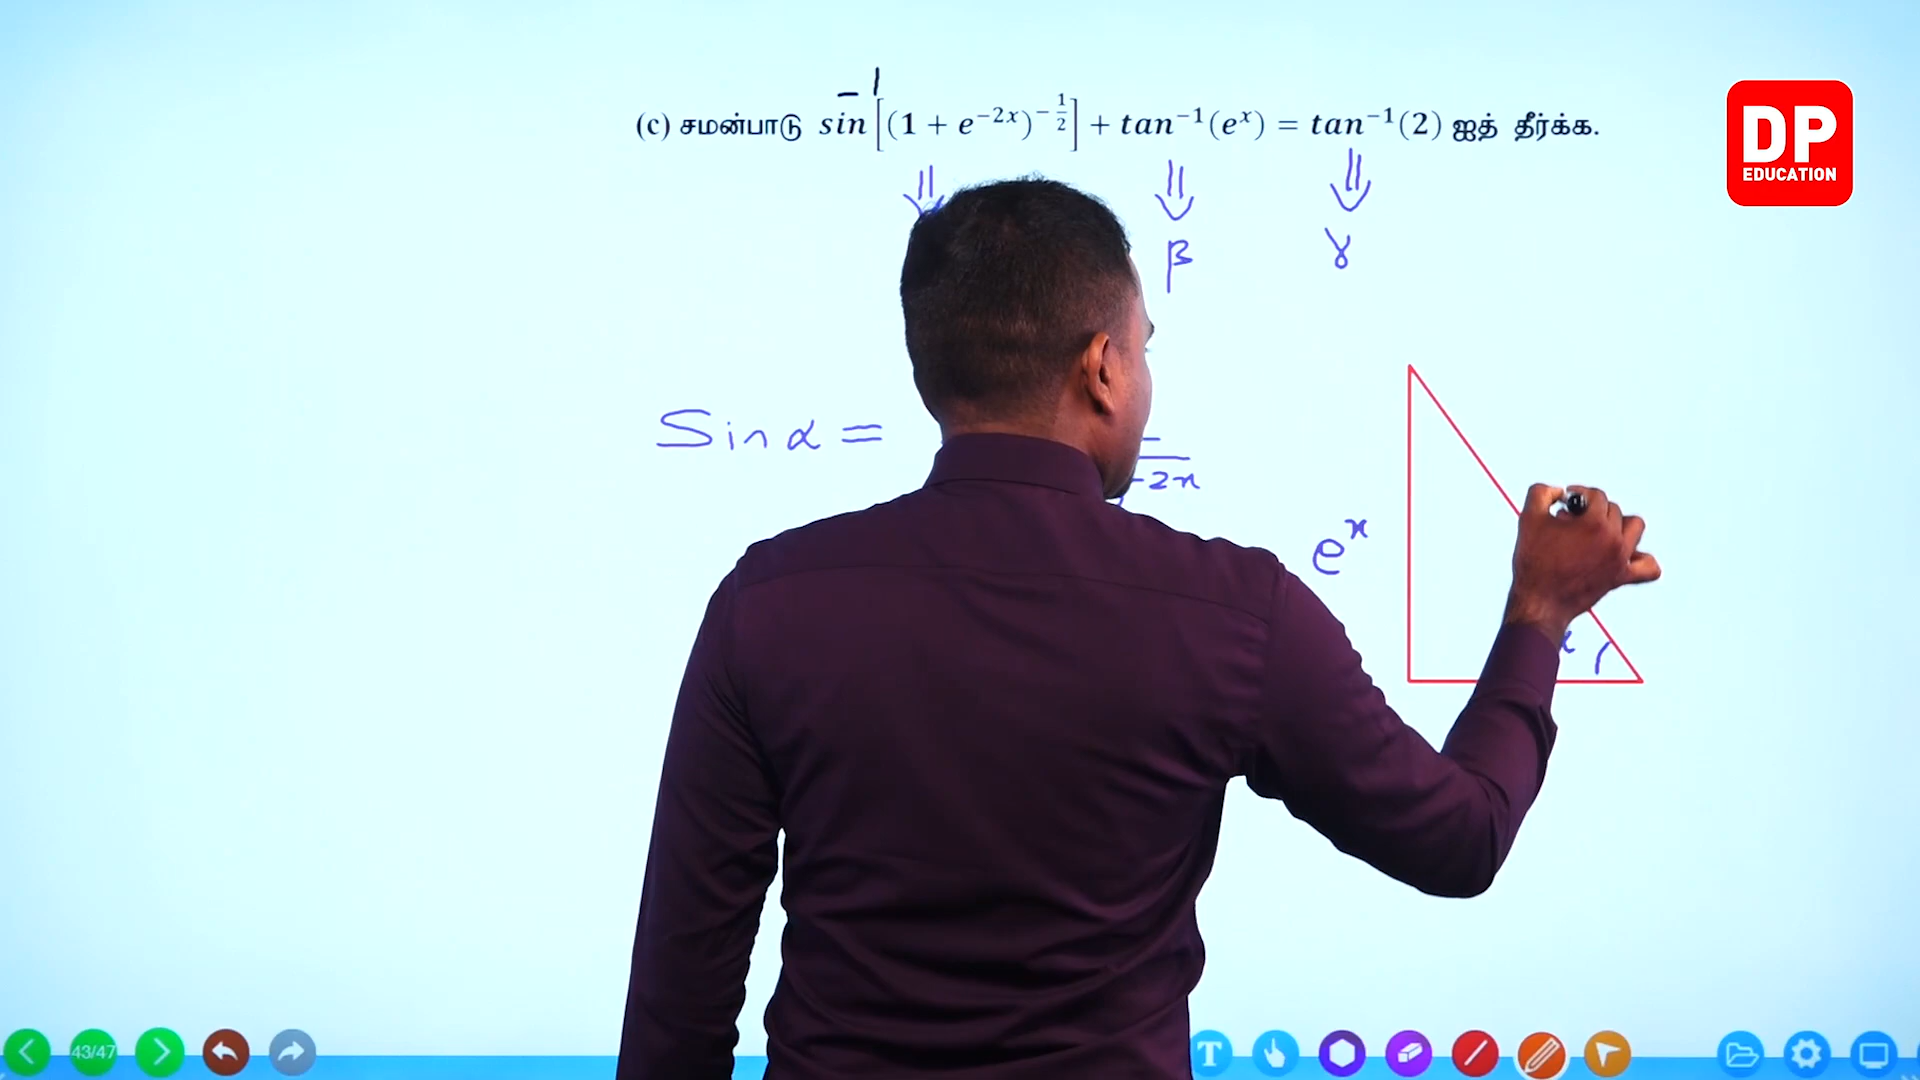 (c) சமன்பாடு sin⁻¹[(1 + e⁻²ˣ)^(-1/2)] + tan⁻¹(eˣ) = tan⁻¹(2) ஐத் தீர்க்க.
DP
EDUCATION
β γ
Sin α =
-2x
eˣ
43/47
T